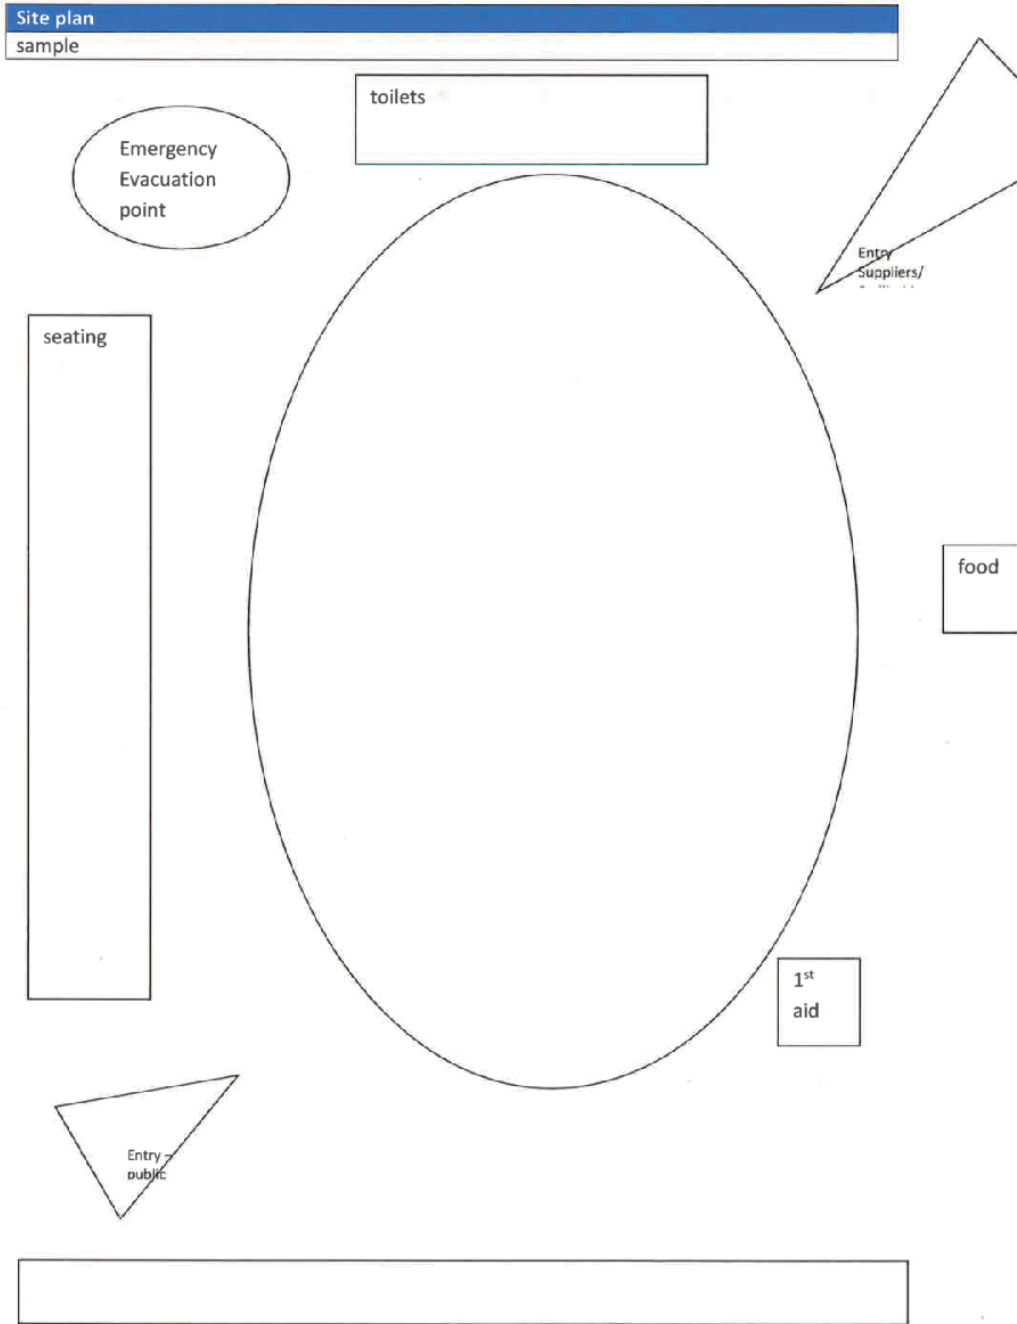 Site plan
sample
toilets
Emergency
Evacuation
point
Entry
Suppliers/
seating
food
1st
aid
Entry –
public